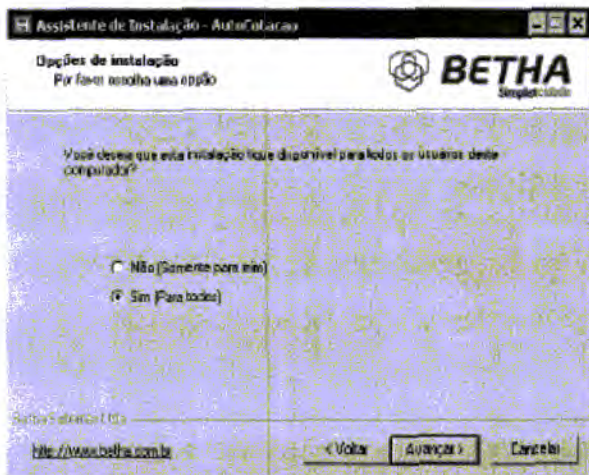 Assistente de Instalação - AutoCotacao
Opções de instalação
Por favor escolha uma opção
BETHA
Você deseja que esta instalação fique disponível para todos os usuários deste
computador?
Não (Somente para mim)
Sim (Para todos)
http://www.betha.com.br
< Voltar
Avançar >
Cancelar